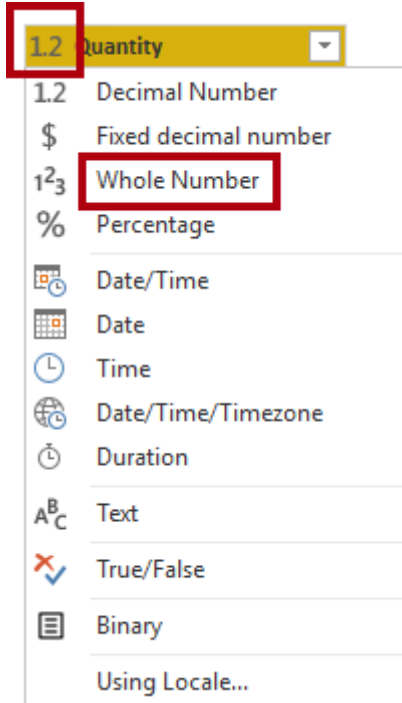 1.2 Quantity
1.2 Decimal Number
$ Fixed decimal number
1²3 Whole Number
% Percentage
Date/Time
Date
Time
Date/Time/Timezone
Duration
ABC Text
True/False
Binary
Using Locale...